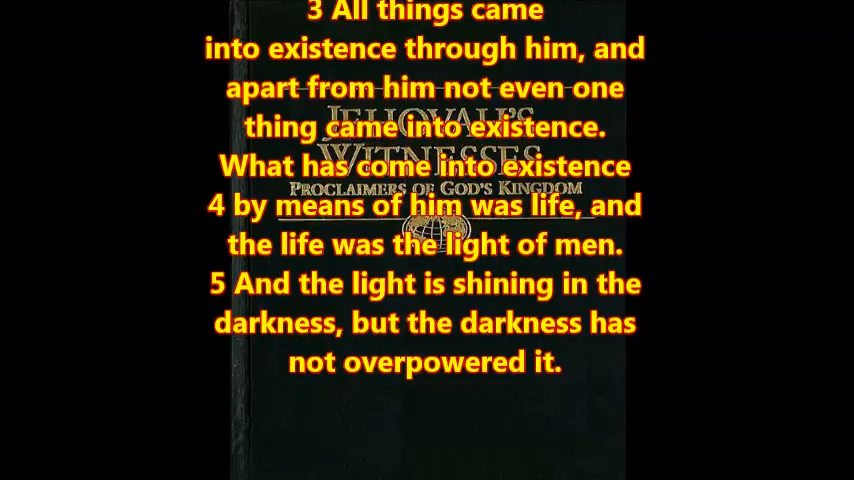 3 All things came
into existence through him, and
apart from him not even one
JEHOVAH'S
thing came into existence.
WITNESSES
What has come into existence
PROCLAIMERS OF GOD'S KINGDOM
4 by means of him was life, and
the life was the light of men.
5 And the light is shining in the
darkness, but the darkness has
not overpowered it.